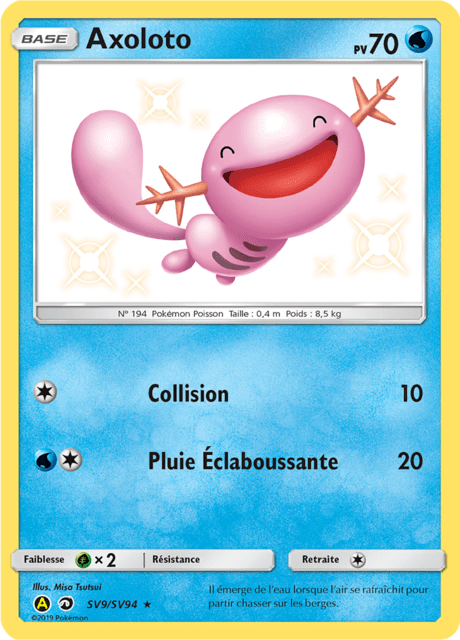 BASE Axoloto PV70
N° 194 Pokémon Poisson Taille : 0,4 m Poids : 8,5 kg
Collision 10
Pluie Éclaboussante 20
Faiblesse ×2 Résistance Retraite
Illus. Misa Tsutsui
A SV9/SV94 ★
©2019 Pokémon
Il émerge de l'eau lorsque l'air se rafraîchit pour
partir chasser sur les berges.